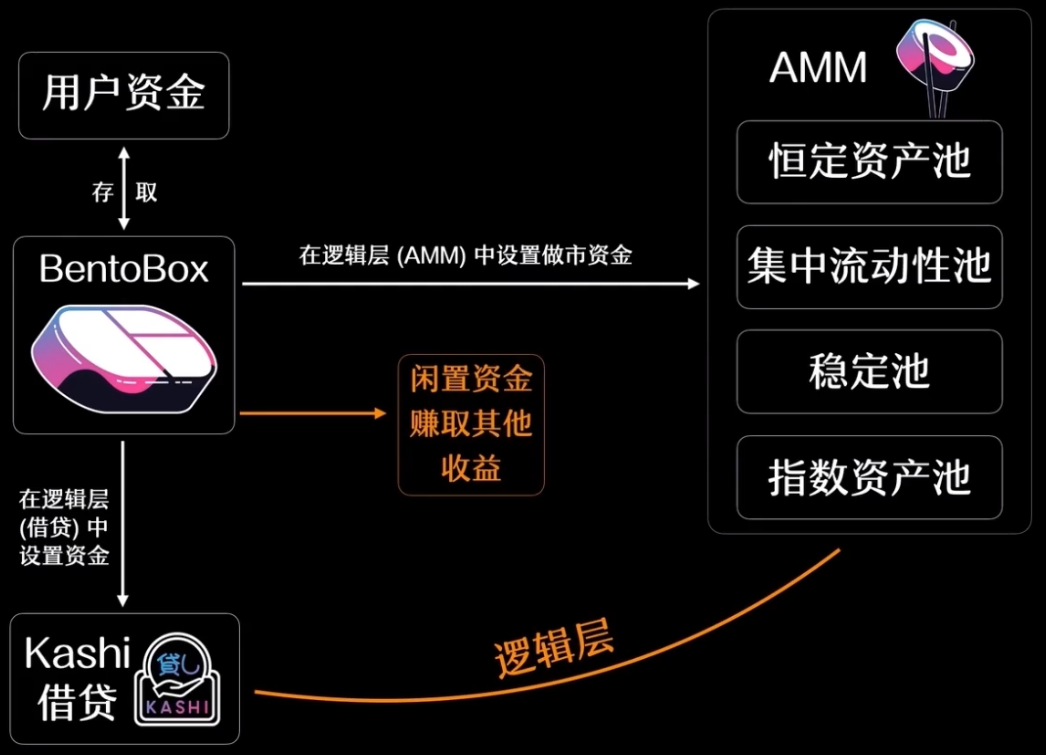 用户资金
存 取
BentoBox
在逻辑层 (AMM) 中设置做市资金
闲置资金
赚取其他
收益
在逻辑层
(借贷) 中
设置资金
Kashi
借贷
貸し
KASHI
逻辑层
AMM
恒定资产池
集中流动性池
稳定池
指数资产池